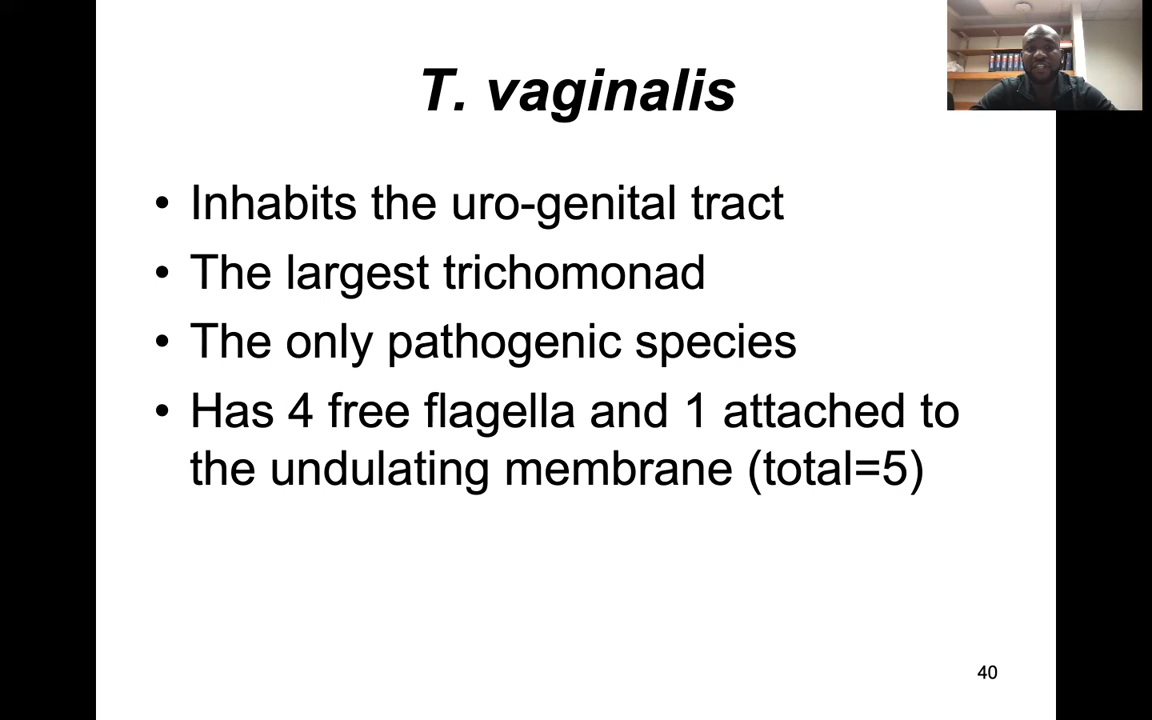 T. vaginalis
• Inhabits the uro-genital tract
• The largest trichomonad
• The only pathogenic species
• Has 4 free flagella and 1 attached to
the undulating membrane (total=5)
40